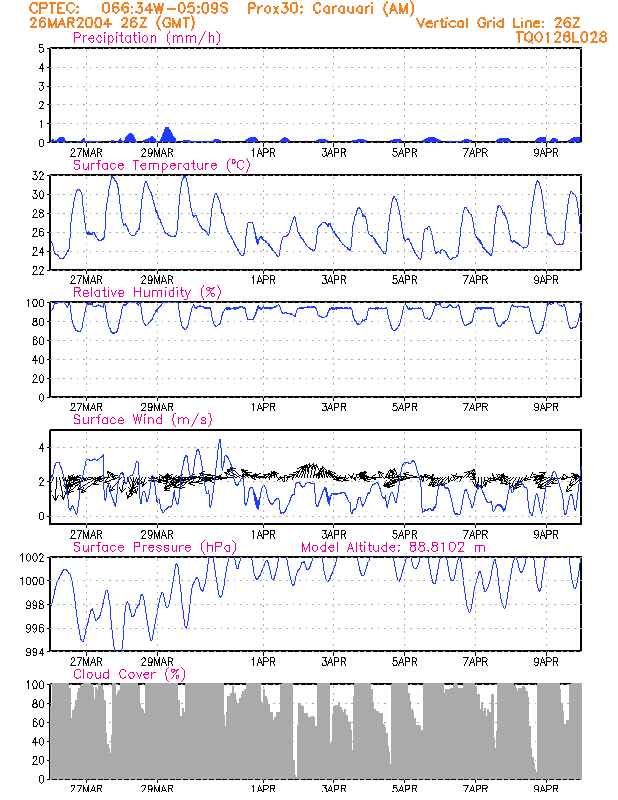 CPTEC:   066:34W-05:09S   Prox30: Carauari (AM)
26MAR2004 26Z (GMT)   Vertical Grid Line: 26Z
Precipitation (mm/h)   TQ0126L028
5
4
3
2
1
0
27MAR 29MAR 1APR 3APR 5APR 7APR 9APR
Surface Temperature (ºC)
32
30
28
26
24
22
27MAR 29MAR 1APR 3APR 5APR 7APR 9APR
Relative Humidity (%)
100
80
60
40
20
0
27MAR 29MAR 1APR 3APR 5APR 7APR 9APR
Surface Wind (m/s)
4
2
0
27MAR 29MAR 1APR 3APR 5APR 7APR 9APR
Surface Pressure (hPa)   Model Altitude: 88.8102 m
1002
1000
998
996
994
27MAR 29MAR 1APR 3APR 5APR 7APR 9APR
Cloud Cover (%)
100
80
60
40
20
0
27MAR 29MAR 1APR 3APR 5APR 7APR 9APR